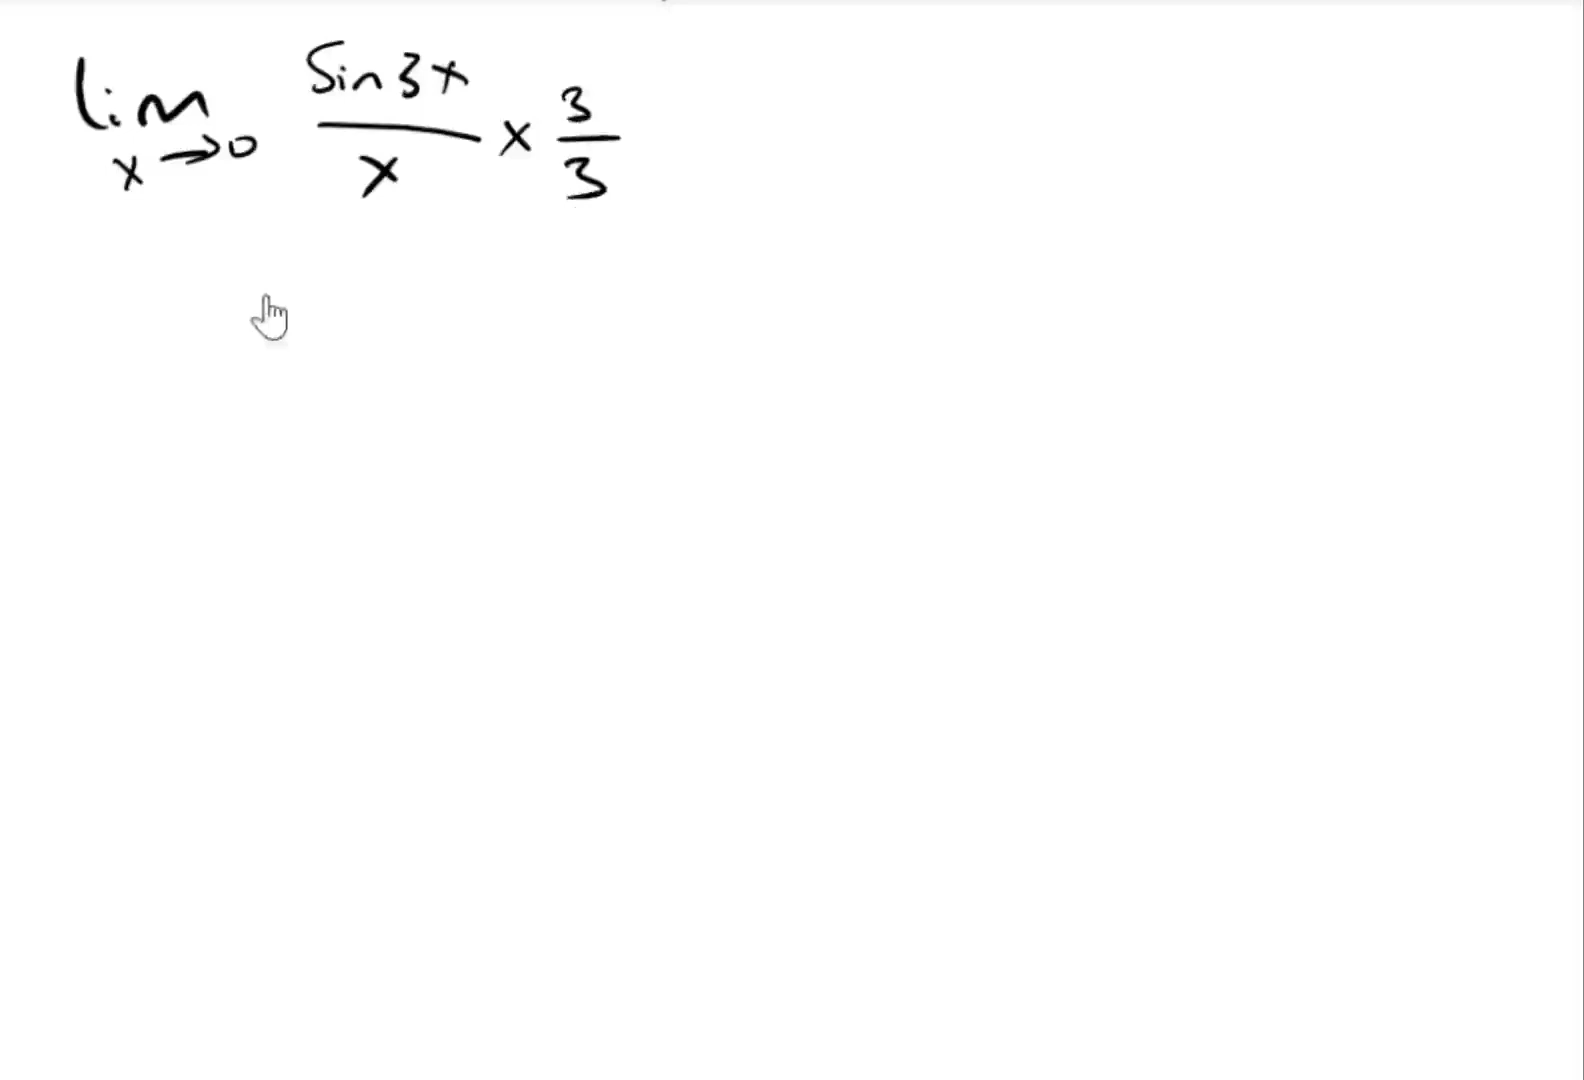 lim x→0 sin3x/x × 3/3